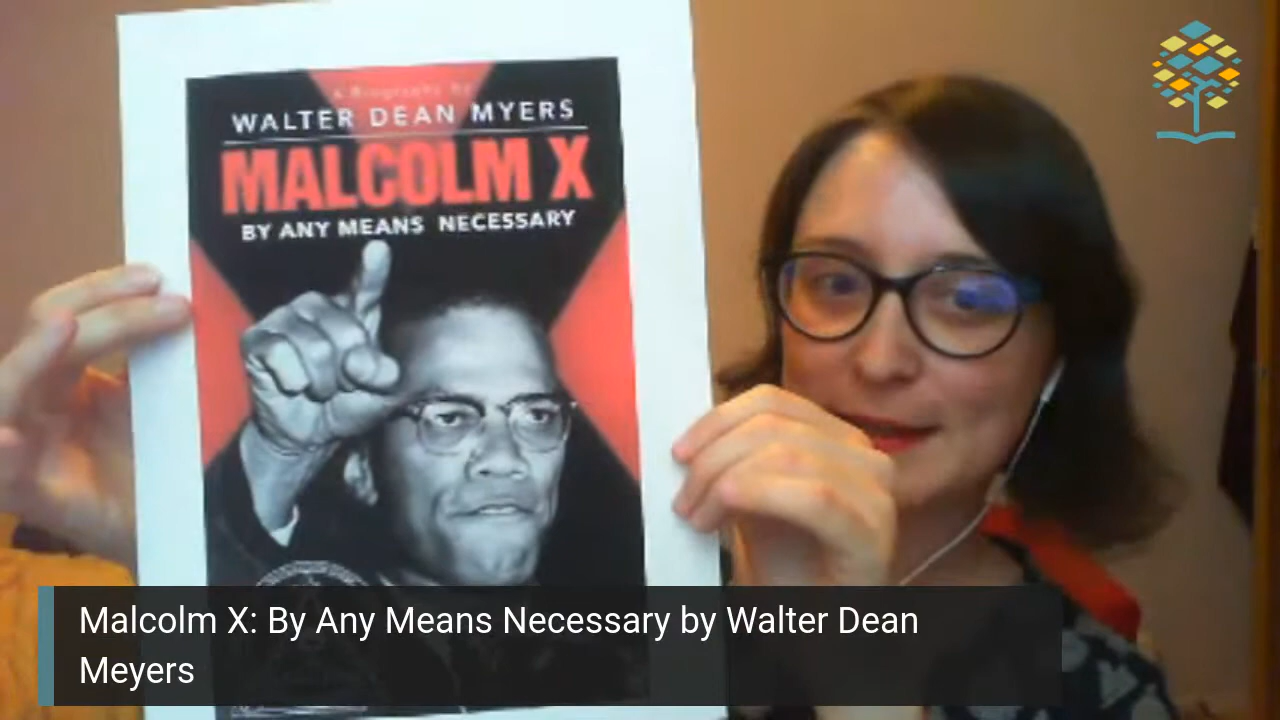 A Biography by
WALTER DEAN MYERS
MALCOLM X
BY ANY MEANS NECESSARY
Malcolm X: By Any Means Necessary by Walter Dean
Meyers